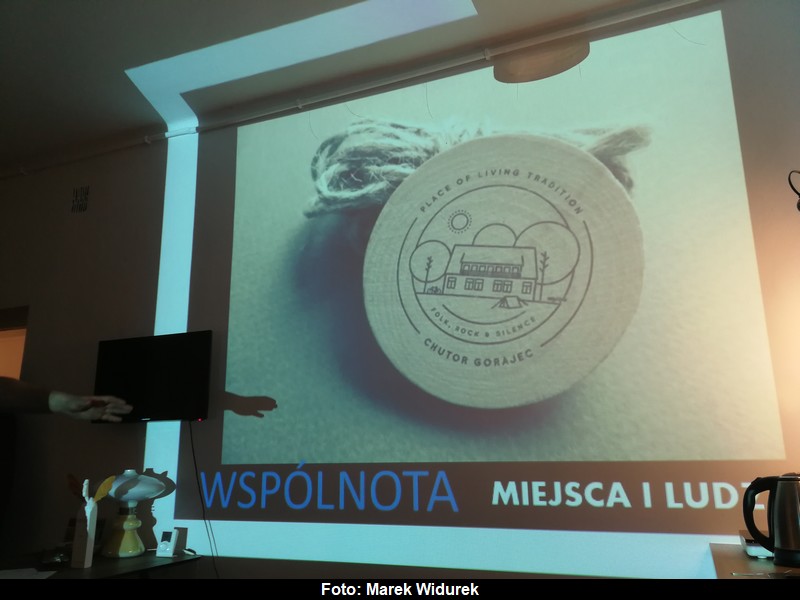 PLACE OF LIVING TRADITION
FOLK, ROCK & SILENCE
CHUTOR GORAJEC
WSPÓLNOTA MIEJSCA I LUDZ
Foto: Marek Widurek